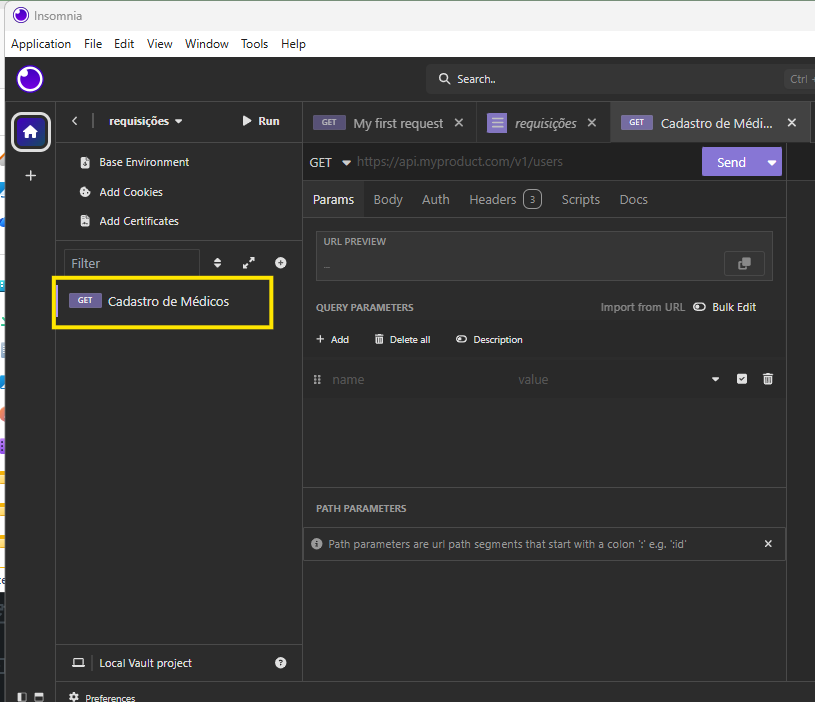 Insomnia
Application File Edit View Window Tools Help
Search.. Ctrl +
requisições Run
GET My first request requisições GET Cadastro de Médi...
Base Environment
Add Cookies
Add Certificates
GET https://api.myproduct.com/v1/users Send
Params Body Auth Headers 3 Scripts Docs
URL PREVIEW
...
Filter
GET Cadastro de Médicos
QUERY PARAMETERS Import from URL Bulk Edit
Add Delete all Description
name value
PATH PARAMETERS
Path parameters are url path segments that start with a colon ':' e.g. ':id'
Local Vault project
Preferences